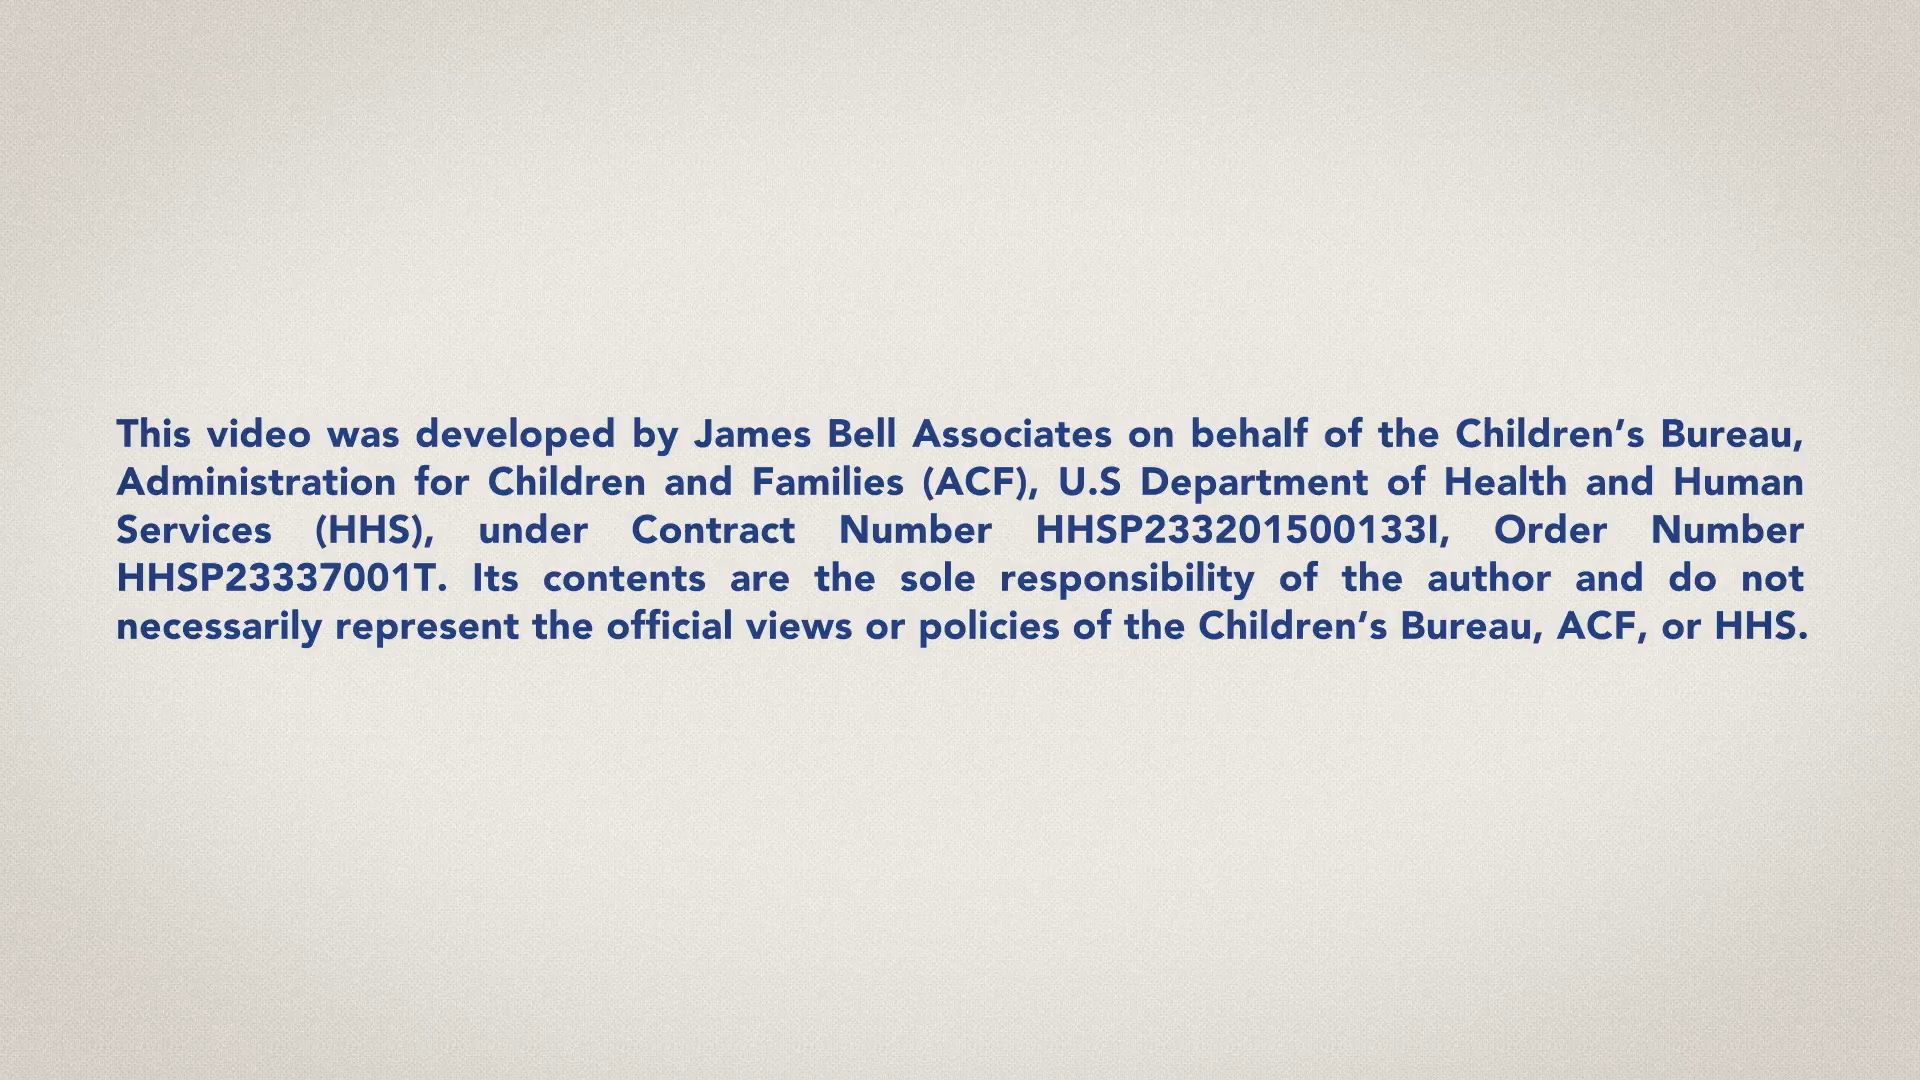 This video was developed by James Bell Associates on behalf of the Children’s Bureau,
Administration for Children and Families (ACF), U.S Department of Health and Human
Services (HHS), under Contract Number HHSP233201500133I, Order Number
HHSP23337001T. Its contents are the sole responsibility of the author and do not
necessarily represent the official views or policies of the Children’s Bureau, ACF, or HHS.